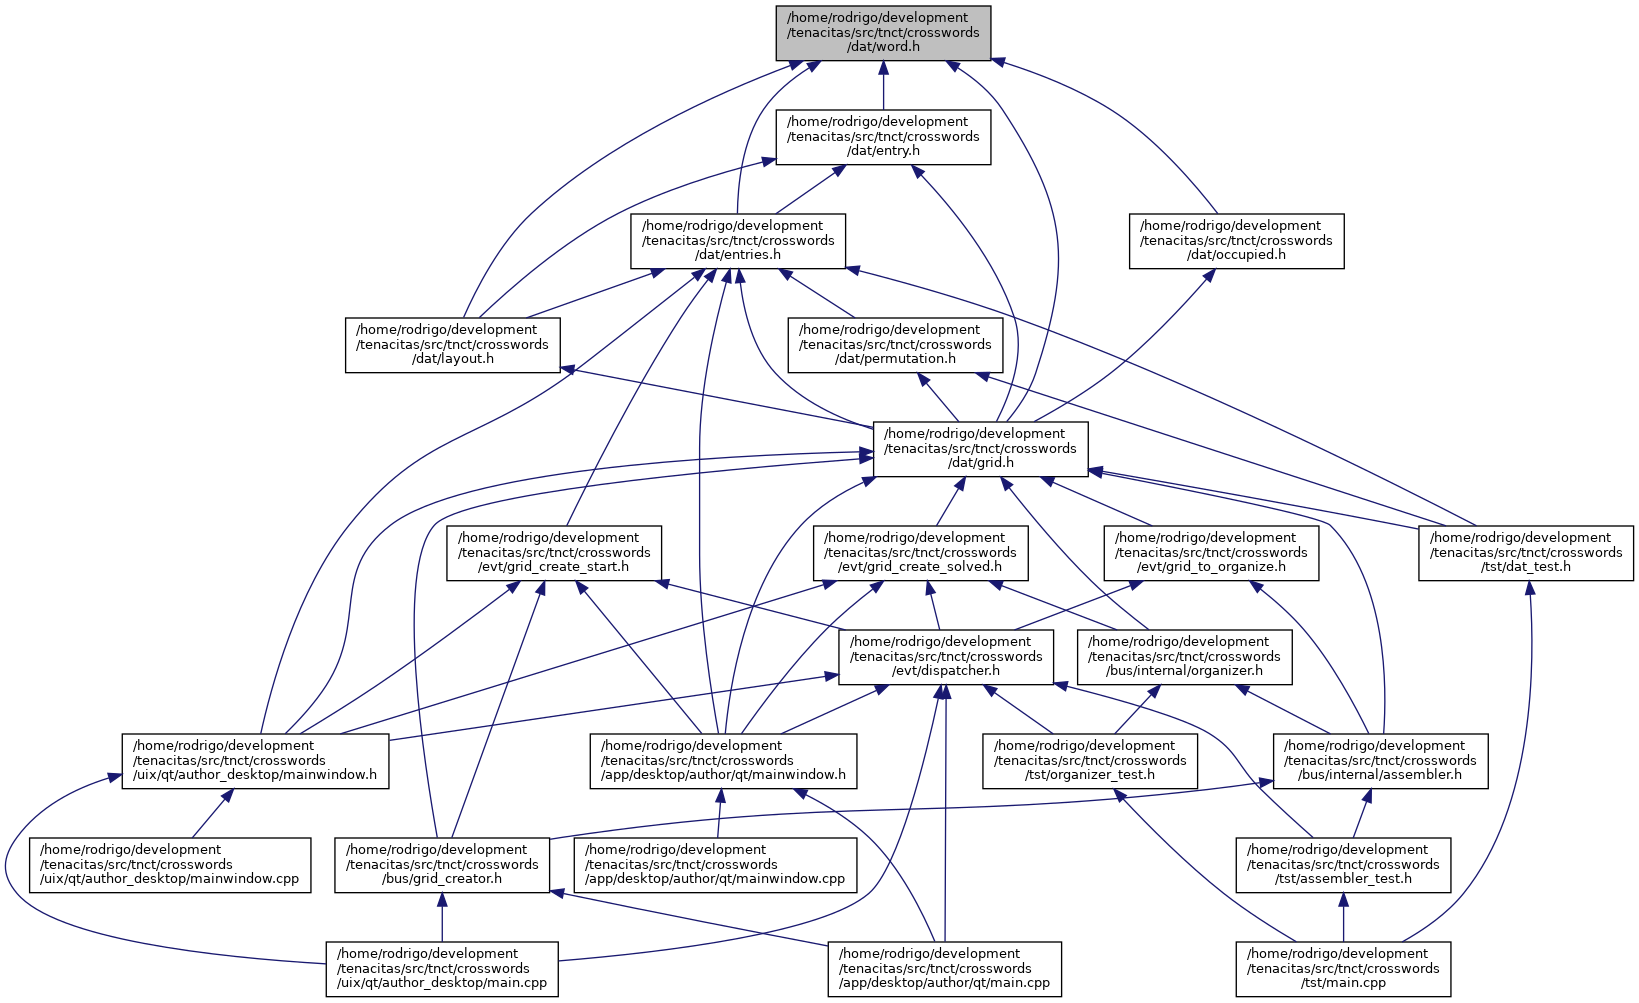 /home/rodrigo/development
/tenacitas/src/tnct/crosswords
/dat/word.h
/home/rodrigo/development
/tenacitas/src/tnct/crosswords
/dat/entry.h
/home/rodrigo/development
/tenacitas/src/tnct/crosswords
/dat/entries.h
/home/rodrigo/development
/tenacitas/src/tnct/crosswords
/dat/occupied.h
/home/rodrigo/development
/tenacitas/src/tnct/crosswords
/dat/layout.h
/home/rodrigo/development
/tenacitas/src/tnct/crosswords
/dat/permutation.h
/home/rodrigo/development
/tenacitas/src/tnct/crosswords
/dat/grid.h
/home/rodrigo/development
/tenacitas/src/tnct/crosswords
/evt/grid_create_start.h
/home/rodrigo/development
/tenacitas/src/tnct/crosswords
/evt/grid_create_solved.h
/home/rodrigo/development
/tenacitas/src/tnct/crosswords
/evt/grid_to_organize.h
/home/rodrigo/development
/tenacitas/src/tnct/crosswords
/tst/dat_test.h
/home/rodrigo/development
/tenacitas/src/tnct/crosswords
/evt/dispatcher.h
/home/rodrigo/development
/tenacitas/src/tnct/crosswords
/bus/internal/organizer.h
/home/rodrigo/development
/tenacitas/src/tnct/crosswords
/uix/qt/author_desktop/mainwindow.h
/home/rodrigo/development
/tenacitas/src/tnct/crosswords
/app/desktop/author/qt/mainwindow.h
/home/rodrigo/development
/tenacitas/src/tnct/crosswords
/tst/organizer_test.h
/home/rodrigo/development
/tenacitas/src/tnct/crosswords
/bus/internal/assembler.h
/home/rodrigo/development
/tenacitas/src/tnct/crosswords
/uix/qt/author_desktop/mainwindow.cpp
/home/rodrigo/development
/tenacitas/src/tnct/crosswords
/bus/grid_creator.h
/home/rodrigo/development
/tenacitas/src/tnct/crosswords
/app/desktop/author/qt/mainwindow.cpp
/home/rodrigo/development
/tenacitas/src/tnct/crosswords
/tst/assembler_test.h
/home/rodrigo/development
/tenacitas/src/tnct/crosswords
/uix/qt/author_desktop/main.cpp
/home/rodrigo/development
/tenacitas/src/tnct/crosswords
/app/desktop/author/qt/main.cpp
/home/rodrigo/development
/tenacitas/src/tnct/crosswords
/tst/main.cpp